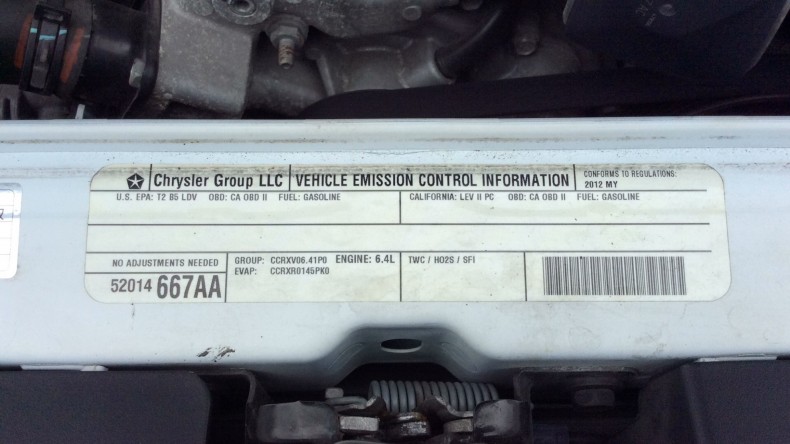 Chrysler Group LLC VEHICLE EMISSION CONTROL INFORMATION CONFORMS TO REGULATIONS:
2012 MY
U.S. EPA: T2 B5 LDV OBD: CA OBD II FUEL: GASOLINE CALIFORNIA: LEV II PC OBD: CA OBD II FUEL: GASOLINE
NO ADJUSTMENTS NEEDED GROUP: CCRXV06.41P0 ENGINE: 6.4L TWC / HO2S / SFI
EVAP: CCRXR0145PK0
52014 667AA